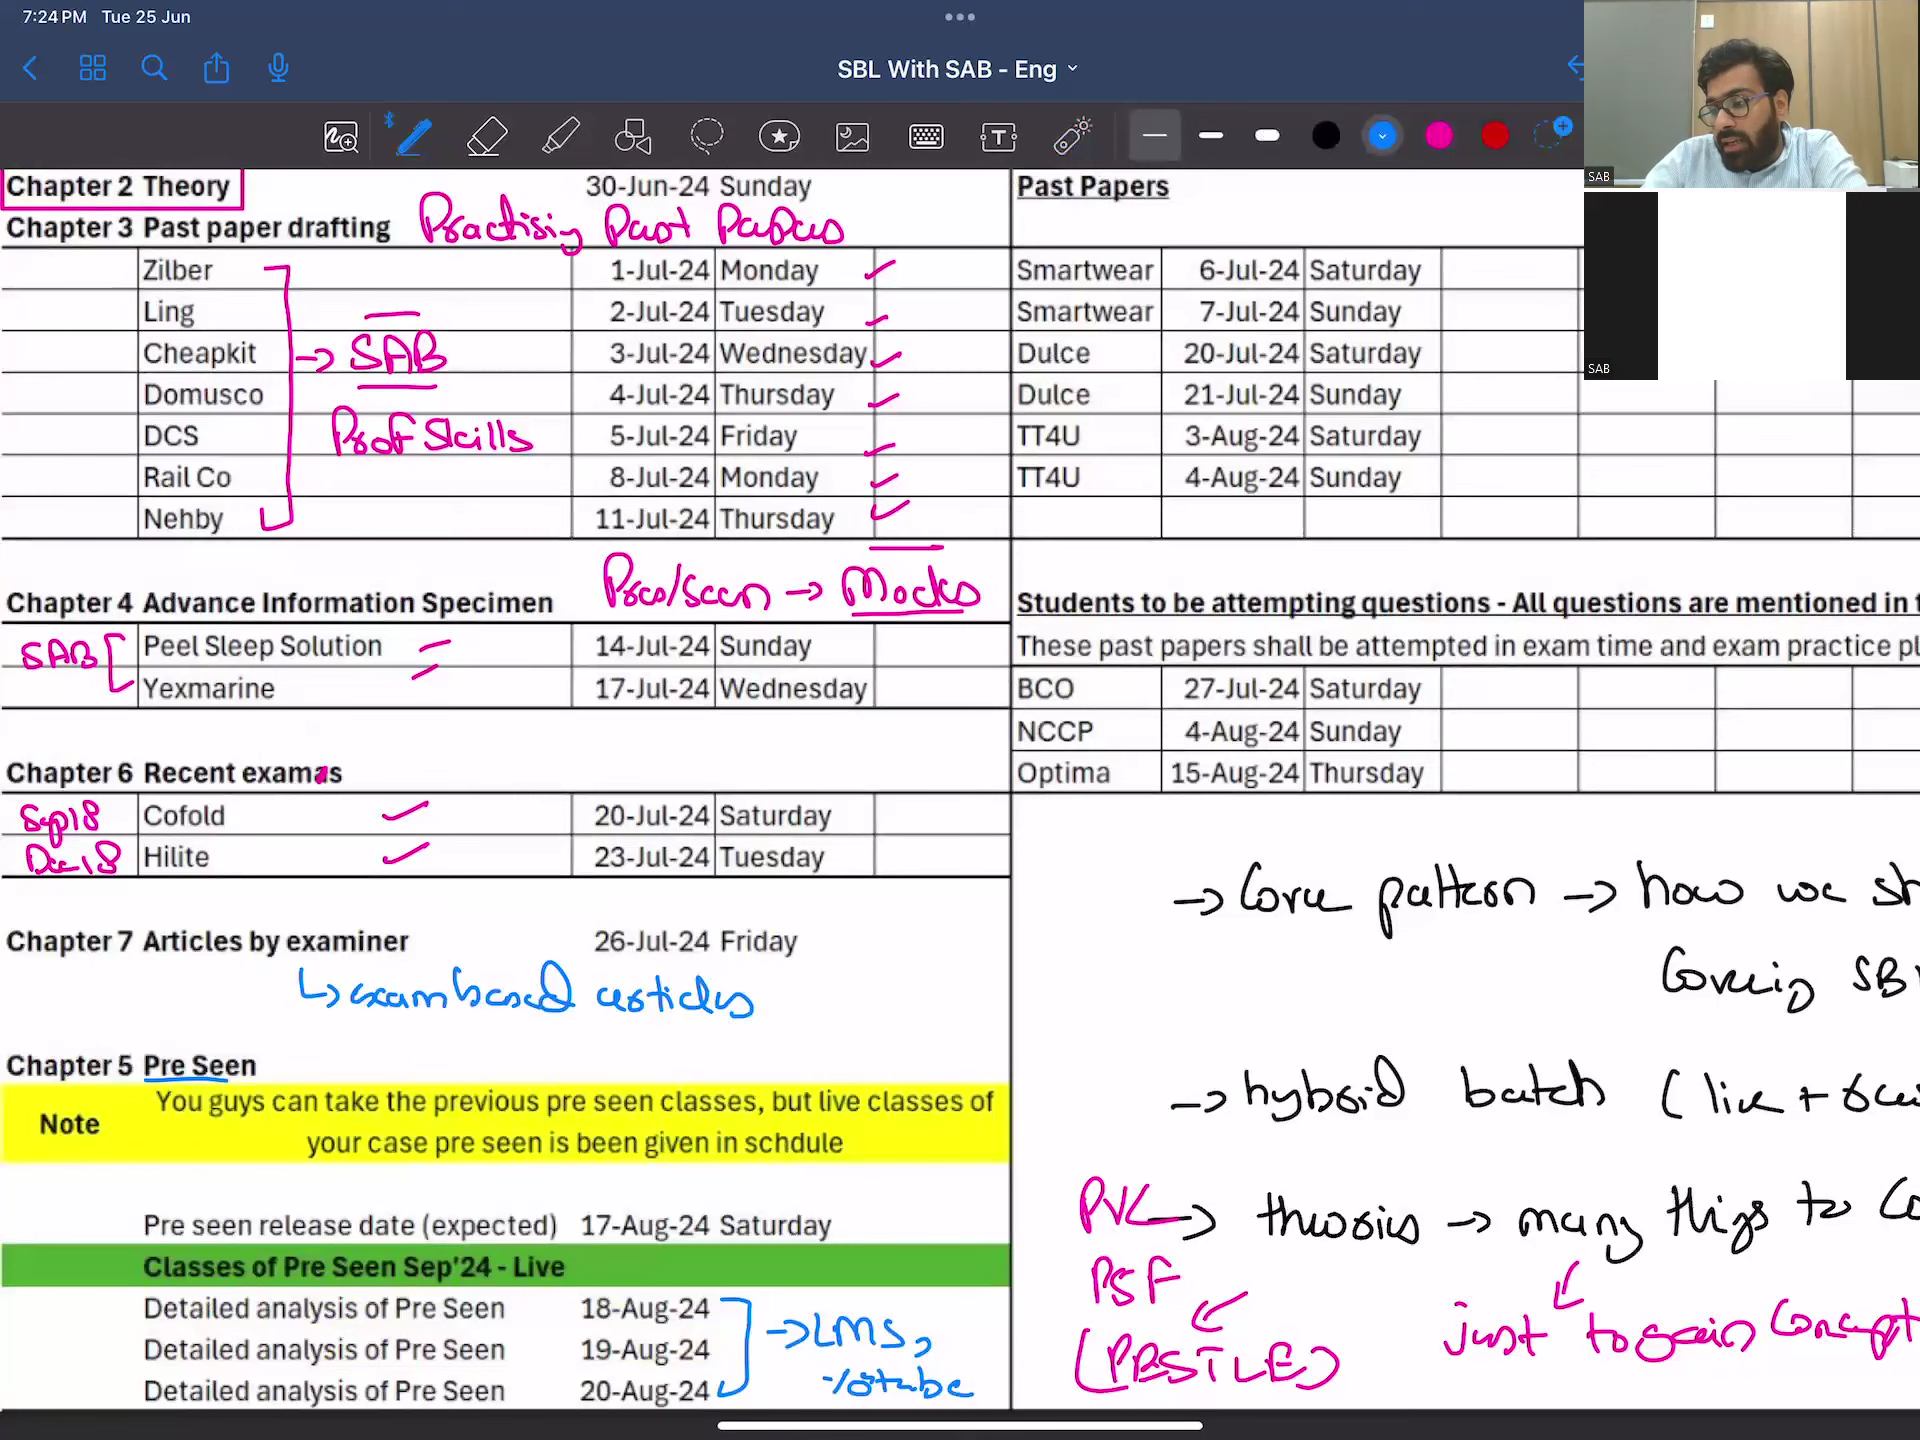 7:24 PM Tue 25 Jun
SBL With SAB - Eng
SAB
SAB
Chapter 2 Theory 30-Jun-24 Sunday
Chapter 3 Past paper drafting Practising Past Papers
Zilber 1-Jul-24 Monday
Ling 2-Jul-24 Tuesday
Cheapkit 3-Jul-24 Wednesday
Domusco 4-Jul-24 Thursday
DCS 5-Jul-24 Friday
Rail Co 8-Jul-24 Monday
Nehby 11-Jul-24 Thursday
→ SAB
Prof Skills
Pre/seen → Mocks
Chapter 4 Advance Information Specimen
SAB
Peel Sleep Solution 14-Jul-24 Sunday
Yexmarine 17-Jul-24 Wednesday
Chapter 6 Recent examas
Sep18 Cofold 20-Jul-24 Saturday
Dec18 Hilite 23-Jul-24 Tuesday
Chapter 7 Articles by examiner 26-Jul-24 Friday
↳ exam based articles
Chapter 5 Pre Seen
Note You guys can take the previous pre seen classes, but live classes of
your case pre seen is been given in schdule
Pre seen release date (expected) 17-Aug-24 Saturday
Classes of Pre Seen Sep'24 - Live
Detailed analysis of Pre Seen 18-Aug-24
Detailed analysis of Pre Seen 19-Aug-24
Detailed analysis of Pre Seen 20-Aug-24
→ LMS,
Past Papers
Smartwear 6-Jul-24 Saturday
Smartwear 7-Jul-24 Sunday
Dulce 20-Jul-24 Saturday
Dulce 21-Jul-24 Sunday
TT4U 3-Aug-24 Saturday
TT4U 4-Aug-24 Sunday
Students to be attempting questions - All questions are mentioned in
These past papers shall be attempted in exam time and exam practice pl
BCO 27-Jul-24 Saturday
NCCP 4-Aug-24 Sunday
Optima 15-Aug-24 Thursday
→ pattern → how we
SB
→ hybrid batch (live +
→ theories → many things to
PSF
just to gain Concept